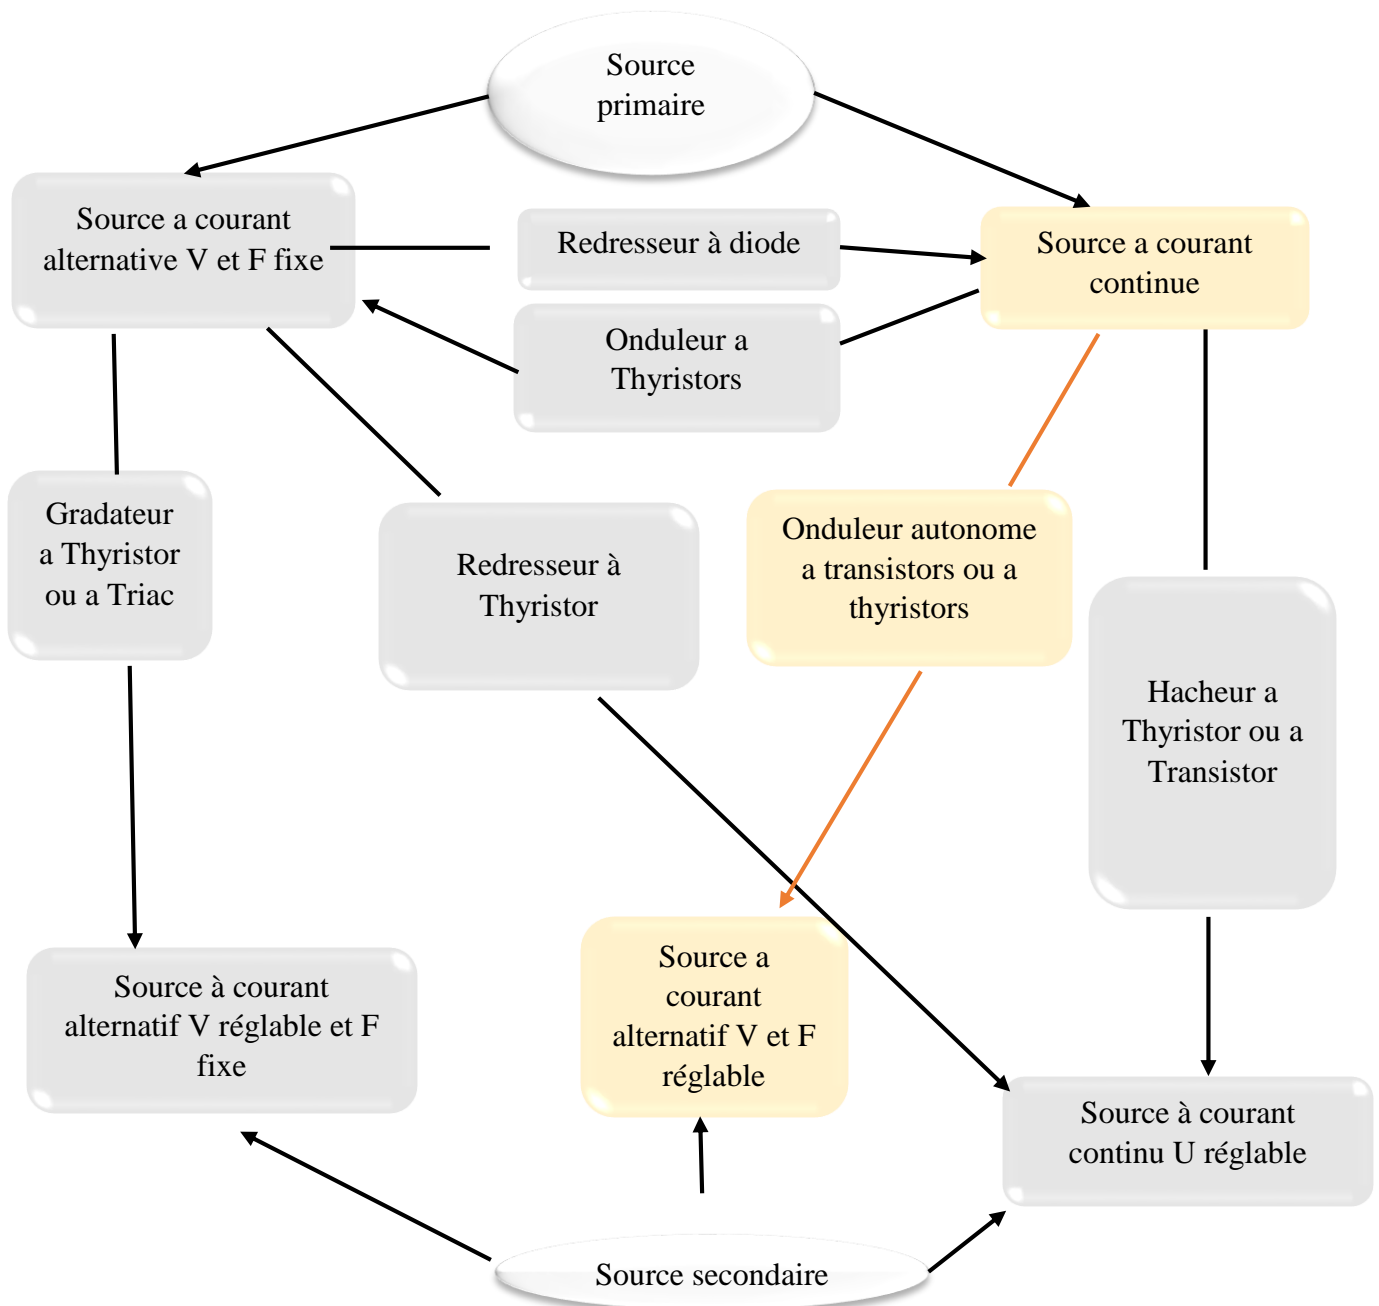 Source
primaire
Source a courant
alternative V et F fixe
Redresseur à diode
Source a courant
continue
Onduleur a
Thyristors
Gradateur
a Thyristor
ou a Triac
Redresseur à
Thyristor
Onduleur autonome
a transistors ou a
thyristors
Hacheur a
Thyristor ou a
Transistor
Source à courant
alternatif V réglable et F
fixe
Source a
courant
alternatif V et F
réglable
Source à courant
continu U réglable
Source secondaire